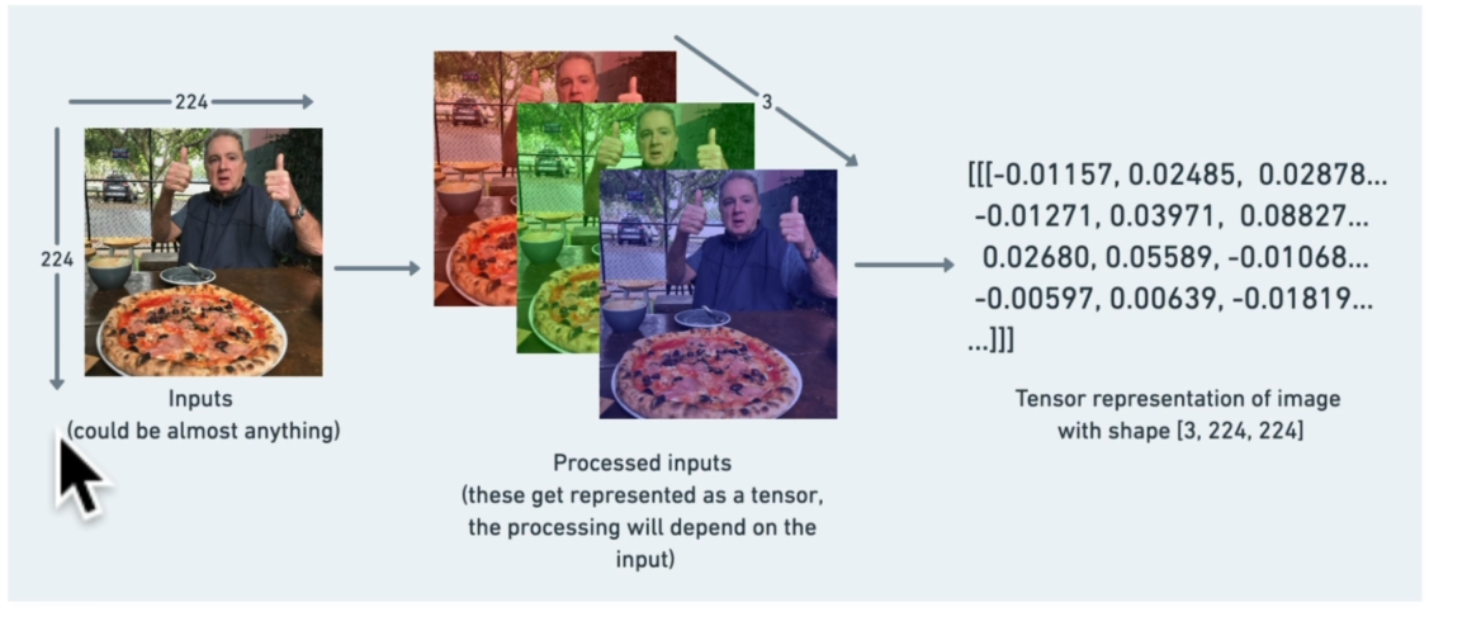 224
3
224
[[[-0.01157, 0.02485, 0.02878...
-0.01271, 0.03971, 0.08827...
0.02680, 0.05589, -0.01068...
-0.00597, 0.00639, -0.01819...
...]]]
Inputs
(could be almost anything)
Processed inputs
(these get represented as a tensor,
the processing will depend on the
input)
Tensor representation of image
with shape [3, 224, 224]